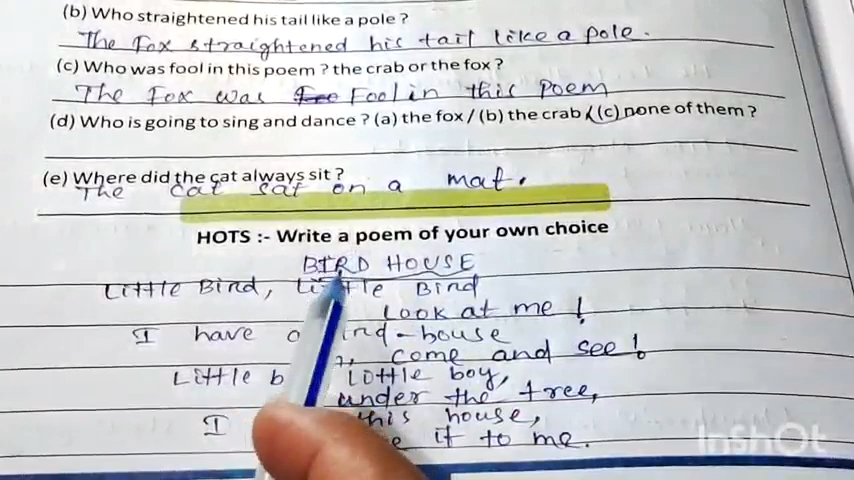 (b) Who straightened his tail like a pole ?
The Fox straightened his tail like a pole.
(c) Who was fool in this poem ? the crab or the fox ?
The Fox was Fool in this Poem
(d) Who is going to sing and dance ? (a) the fox / (b) the crab / (c) none of them ?
(e) Where did the cat always sit ?
The cat sat on a mat.
HOTS :- Write a poem of your own choice
BIRD HOUSE
Little Bird, Little Bird
Look at me !
I have a bird-house
come and see !
Little b little boy,
under the tree,
I this house,
it to me.
InShOt